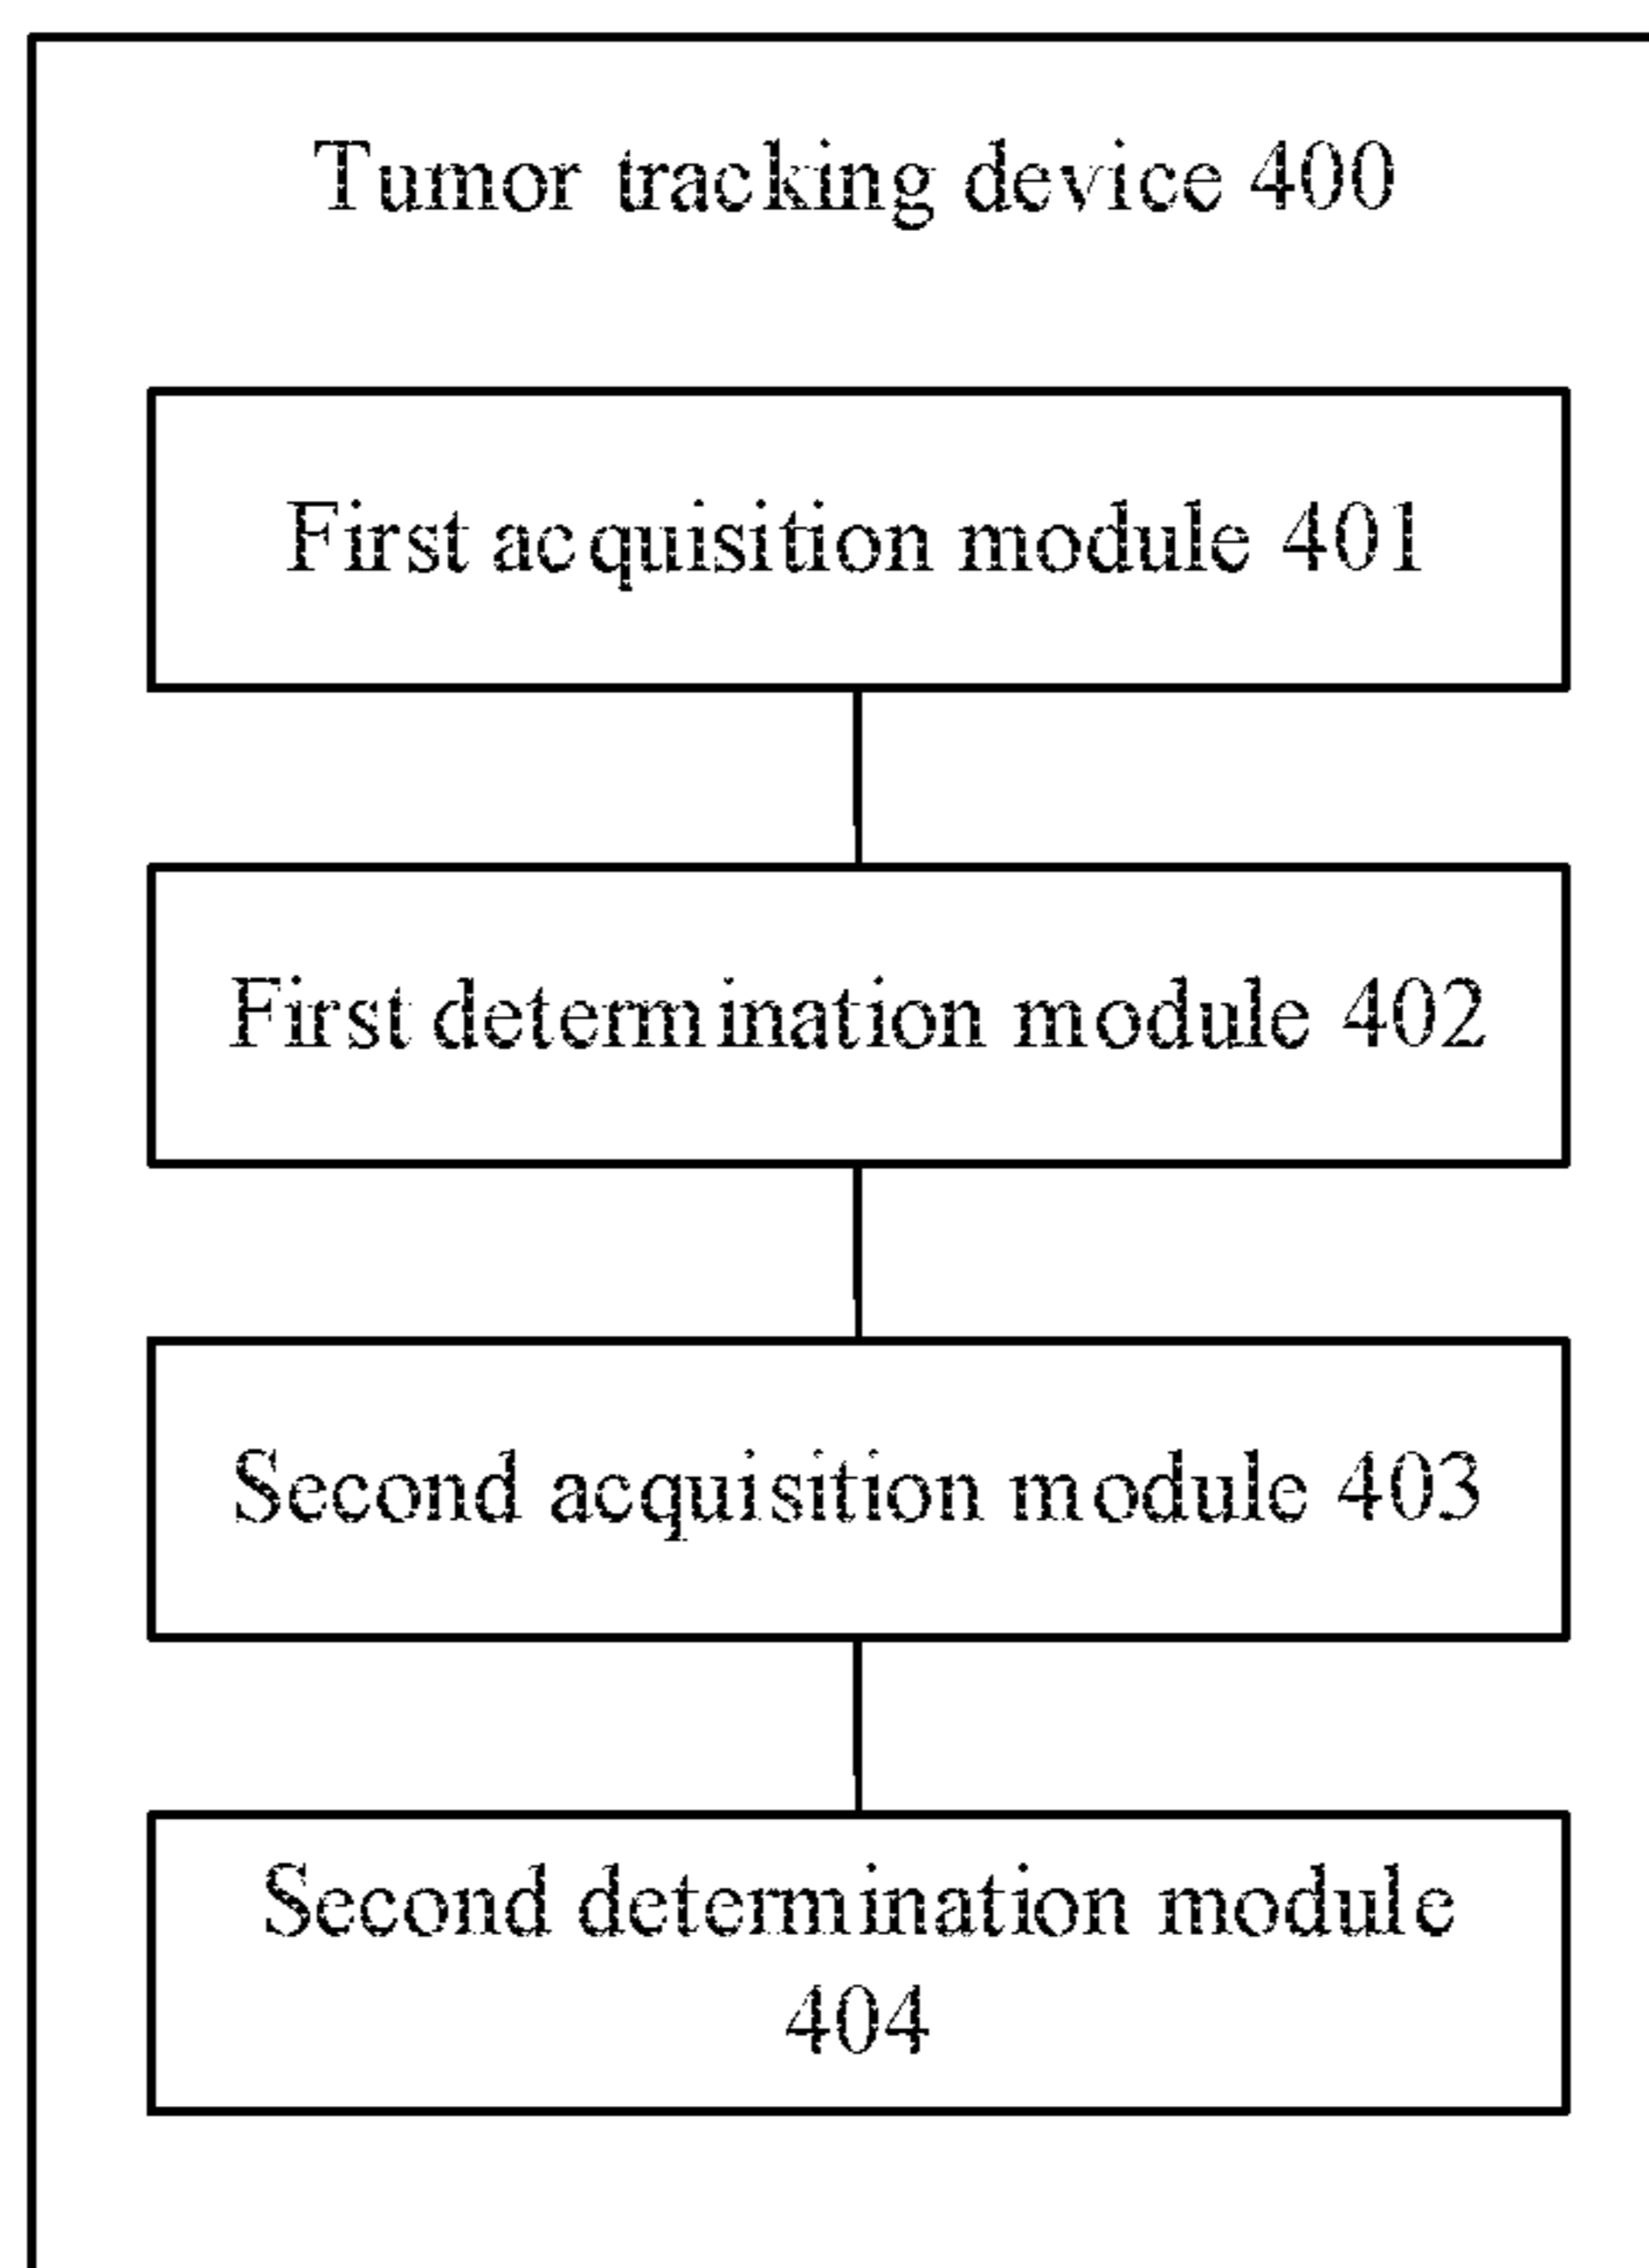 Tumor tracking device 400
First acquisition module 401
First determination module 402
Second acquisition module 403
Second determination module
404